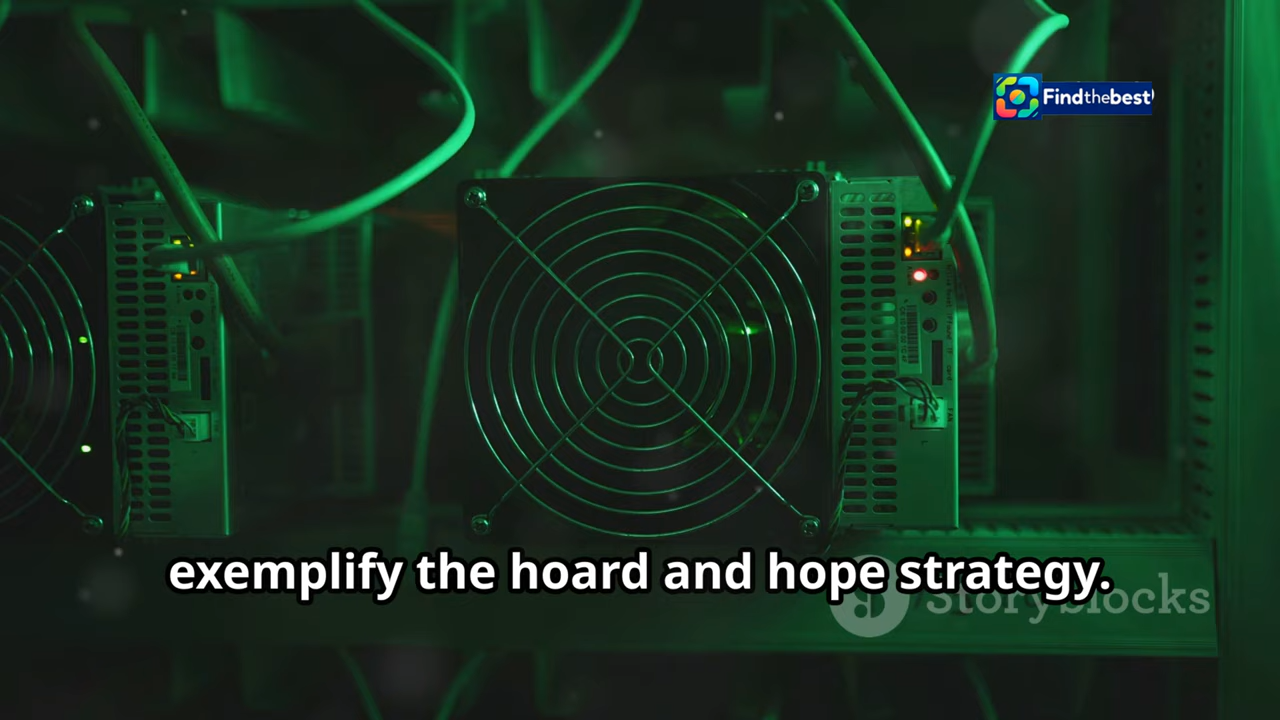 Findthebest
exemplify the hoard and hope strategy.
Storyblocks